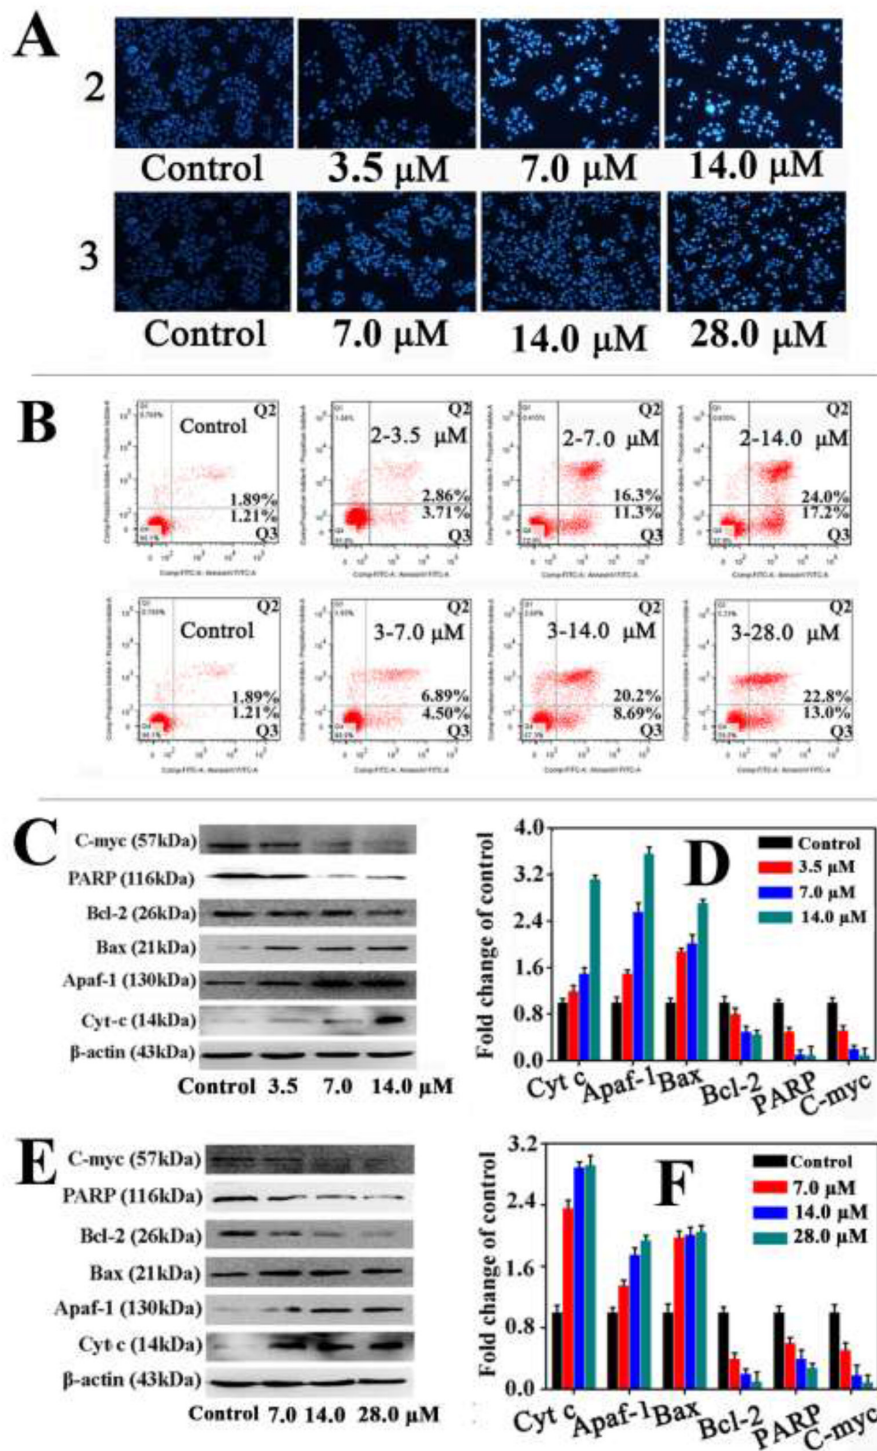 A
2
Control 3.5 μM 7.0 μM 14.0 μM
3
Control 7.0 μM 14.0 μM 28.0 μM
B
Q2 Q2 Q2 Q2
Control 2-3.5 μM 2-7.0 μM 2-14.0 μM
1.89% 2.86% 16.3% 24.0%
1.21% 3.71% 11.3% 17.2%
Q3 Q3 Q3 Q3
Q2 Q2 Q2 Q2
Control 3-7.0 μM 3-14.0 μM 3-28.0 μM
1.89% 6.89% 20.2% 22.8%
1.21% 4.50% 8.69% 13.0%
Q3 Q3 Q3 Q3
C
C-myc (57kDa)
PARP (116kDa)
Bcl-2 (26kDa)
Bax (21kDa)
Apaf-1 (130kDa)
Cyt-c (14kDa)
β-actin (43kDa)
Control 3.5 7.0 14.0 μM
D
Fold change of control
4.0
3.2
2.4
1.6
0.8
0.0
Control
3.5 μM
7.0 μM
14.0 μM
Cyt c Apaf-1 Bax Bcl-2 PARP C-myc
E
C-myc (57kDa)
PARP (116kDa)
Bcl-2 (26kDa)
Bax (21kDa)
Apaf-1 (130kDa)
Cyt c (14kDa)
β-actin (43kDa)
Control 7.0 14.0 28.0 μM
F
Fold change of control
3.2
2.4
1.6
0.8
0.0
Control
7.0 μM
14.0 μM
28.0 μM
Cyt c Apaf-1 Bax Bcl-2 PARP C-myc